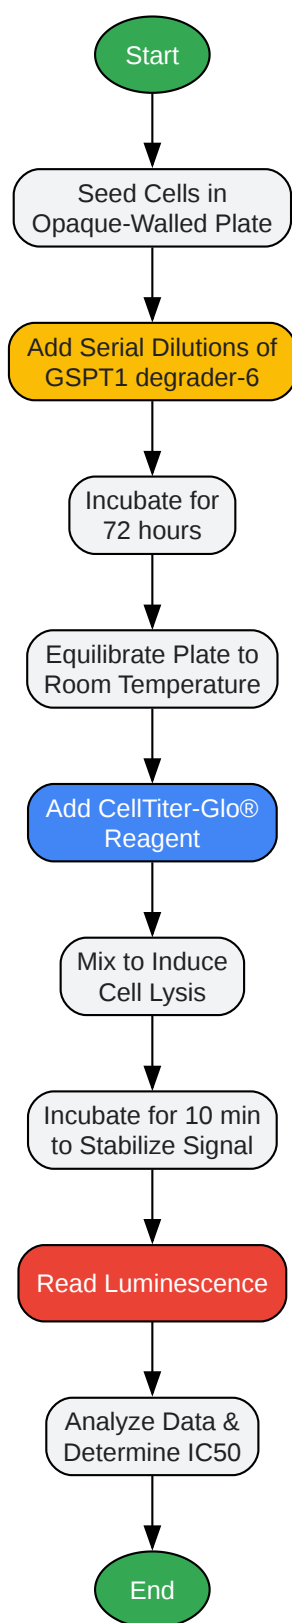 Start
Seed Cells in
Opaque-Walled Plate
Add Serial Dilutions of
GSPT1 degrader-6
Incubate for
72 hours
Equilibrate Plate to
Room Temperature
Add CellTiter-Glo®
Reagent
Mix to Induce
Cell Lysis
Incubate for 10 min
to Stabilize Signal
Read Luminescence
Analyze Data &
Determine IC50
End